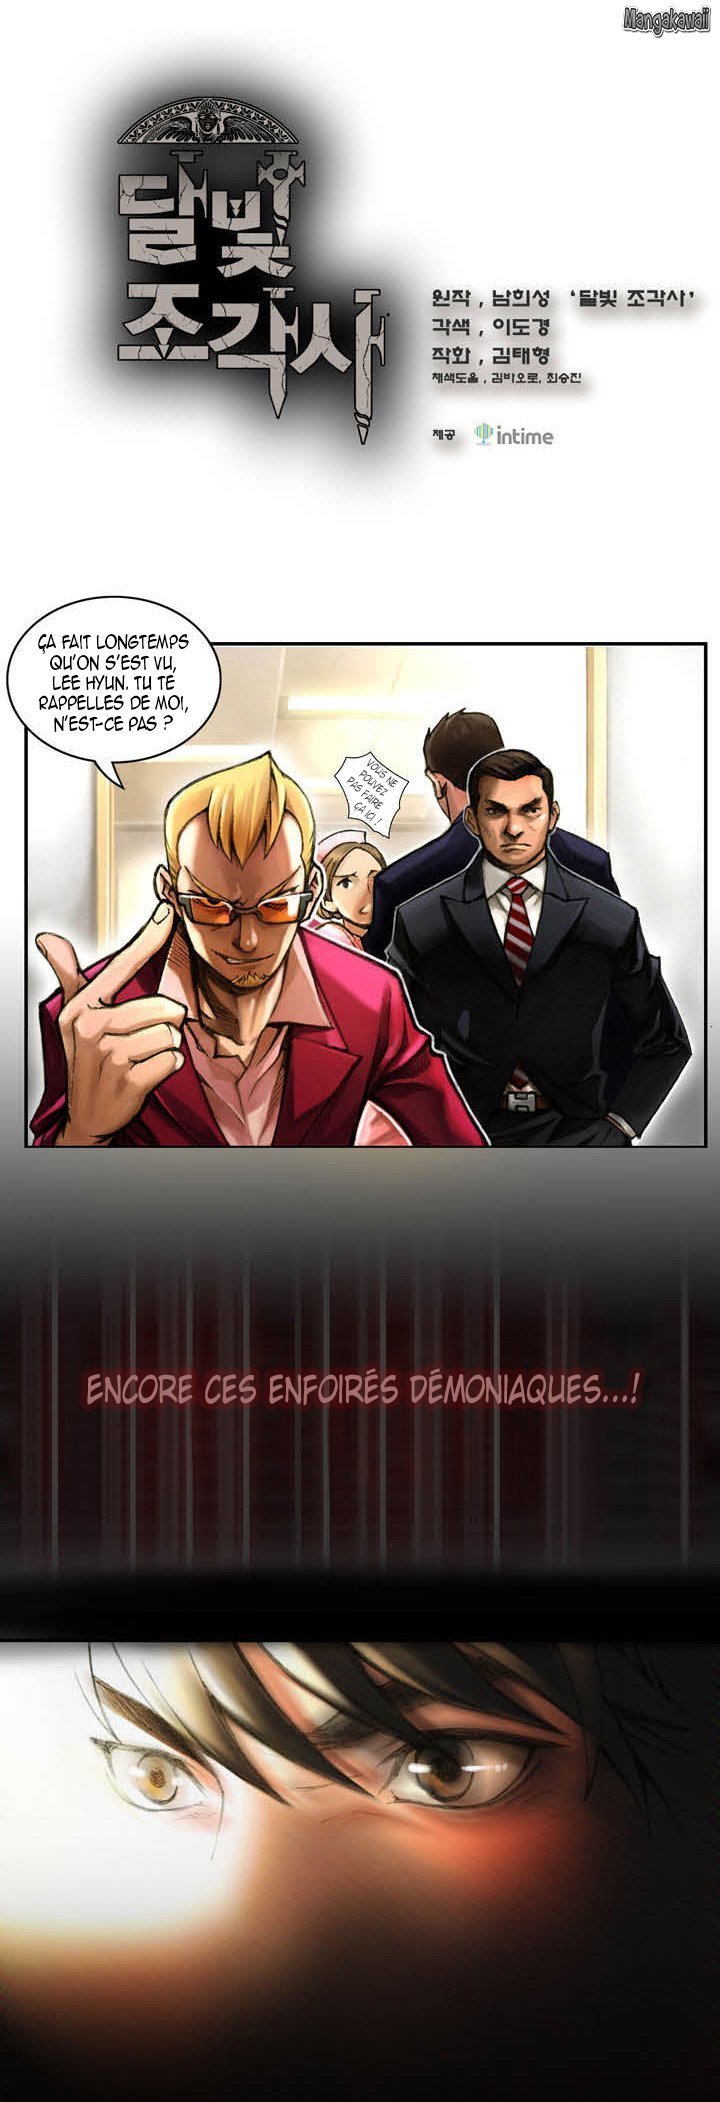 Mangakawaii
달빛
조각사
원작 , 남희성 '달빛 조각사'
각색 , 이도경
작화 , 김태형
채색도움 , 김바오로, 최승진
제공 intime
ÇA FAIT LONGTEMPS
QU'ON S'EST VU,
LEE HYUN. TU TE
RAPPELLES DE MOI,
N'EST-CE PAS ?
VOUS NE
POUVEZ
PAS FAIRE
ÇA ICI !
ENCORE CES ENFOIRÉS DÉMONIAQUES...!